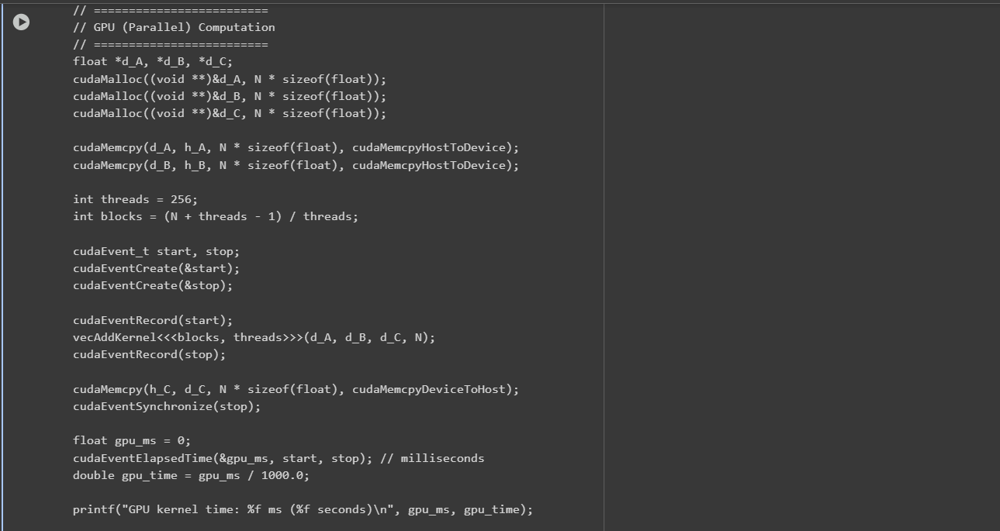 // =========================
// GPU (Parallel) Computation
// =========================
float *d_A, *d_B, *d_C;
cudaMalloc((void **)&d_A, N * sizeof(float));
cudaMalloc((void **)&d_B, N * sizeof(float));
cudaMalloc((void **)&d_C, N * sizeof(float));
cudaMemcpy(d_A, h_A, N * sizeof(float), cudaMemcpyHostToDevice);
cudaMemcpy(d_B, h_B, N * sizeof(float), cudaMemcpyHostToDevice);
int threads = 256;
int blocks = (N + threads - 1) / threads;
cudaEvent_t start, stop;
cudaEventCreate(&start);
cudaEventCreate(&stop);
cudaEventRecord(start);
vecAddKernel<<<blocks, threads>>>(d_A, d_B, d_C, N);
cudaEventRecord(stop);
cudaMemcpy(h_C, d_C, N * sizeof(float), cudaMemcpyDeviceToHost);
cudaEventSynchronize(stop);
float gpu_ms = 0;
cudaEventElapsedTime(&gpu_ms, start, stop); // milliseconds
double gpu_time = gpu_ms / 1000.0;
printf("GPU kernel time: %f ms (%f seconds)\n", gpu_ms, gpu_time);